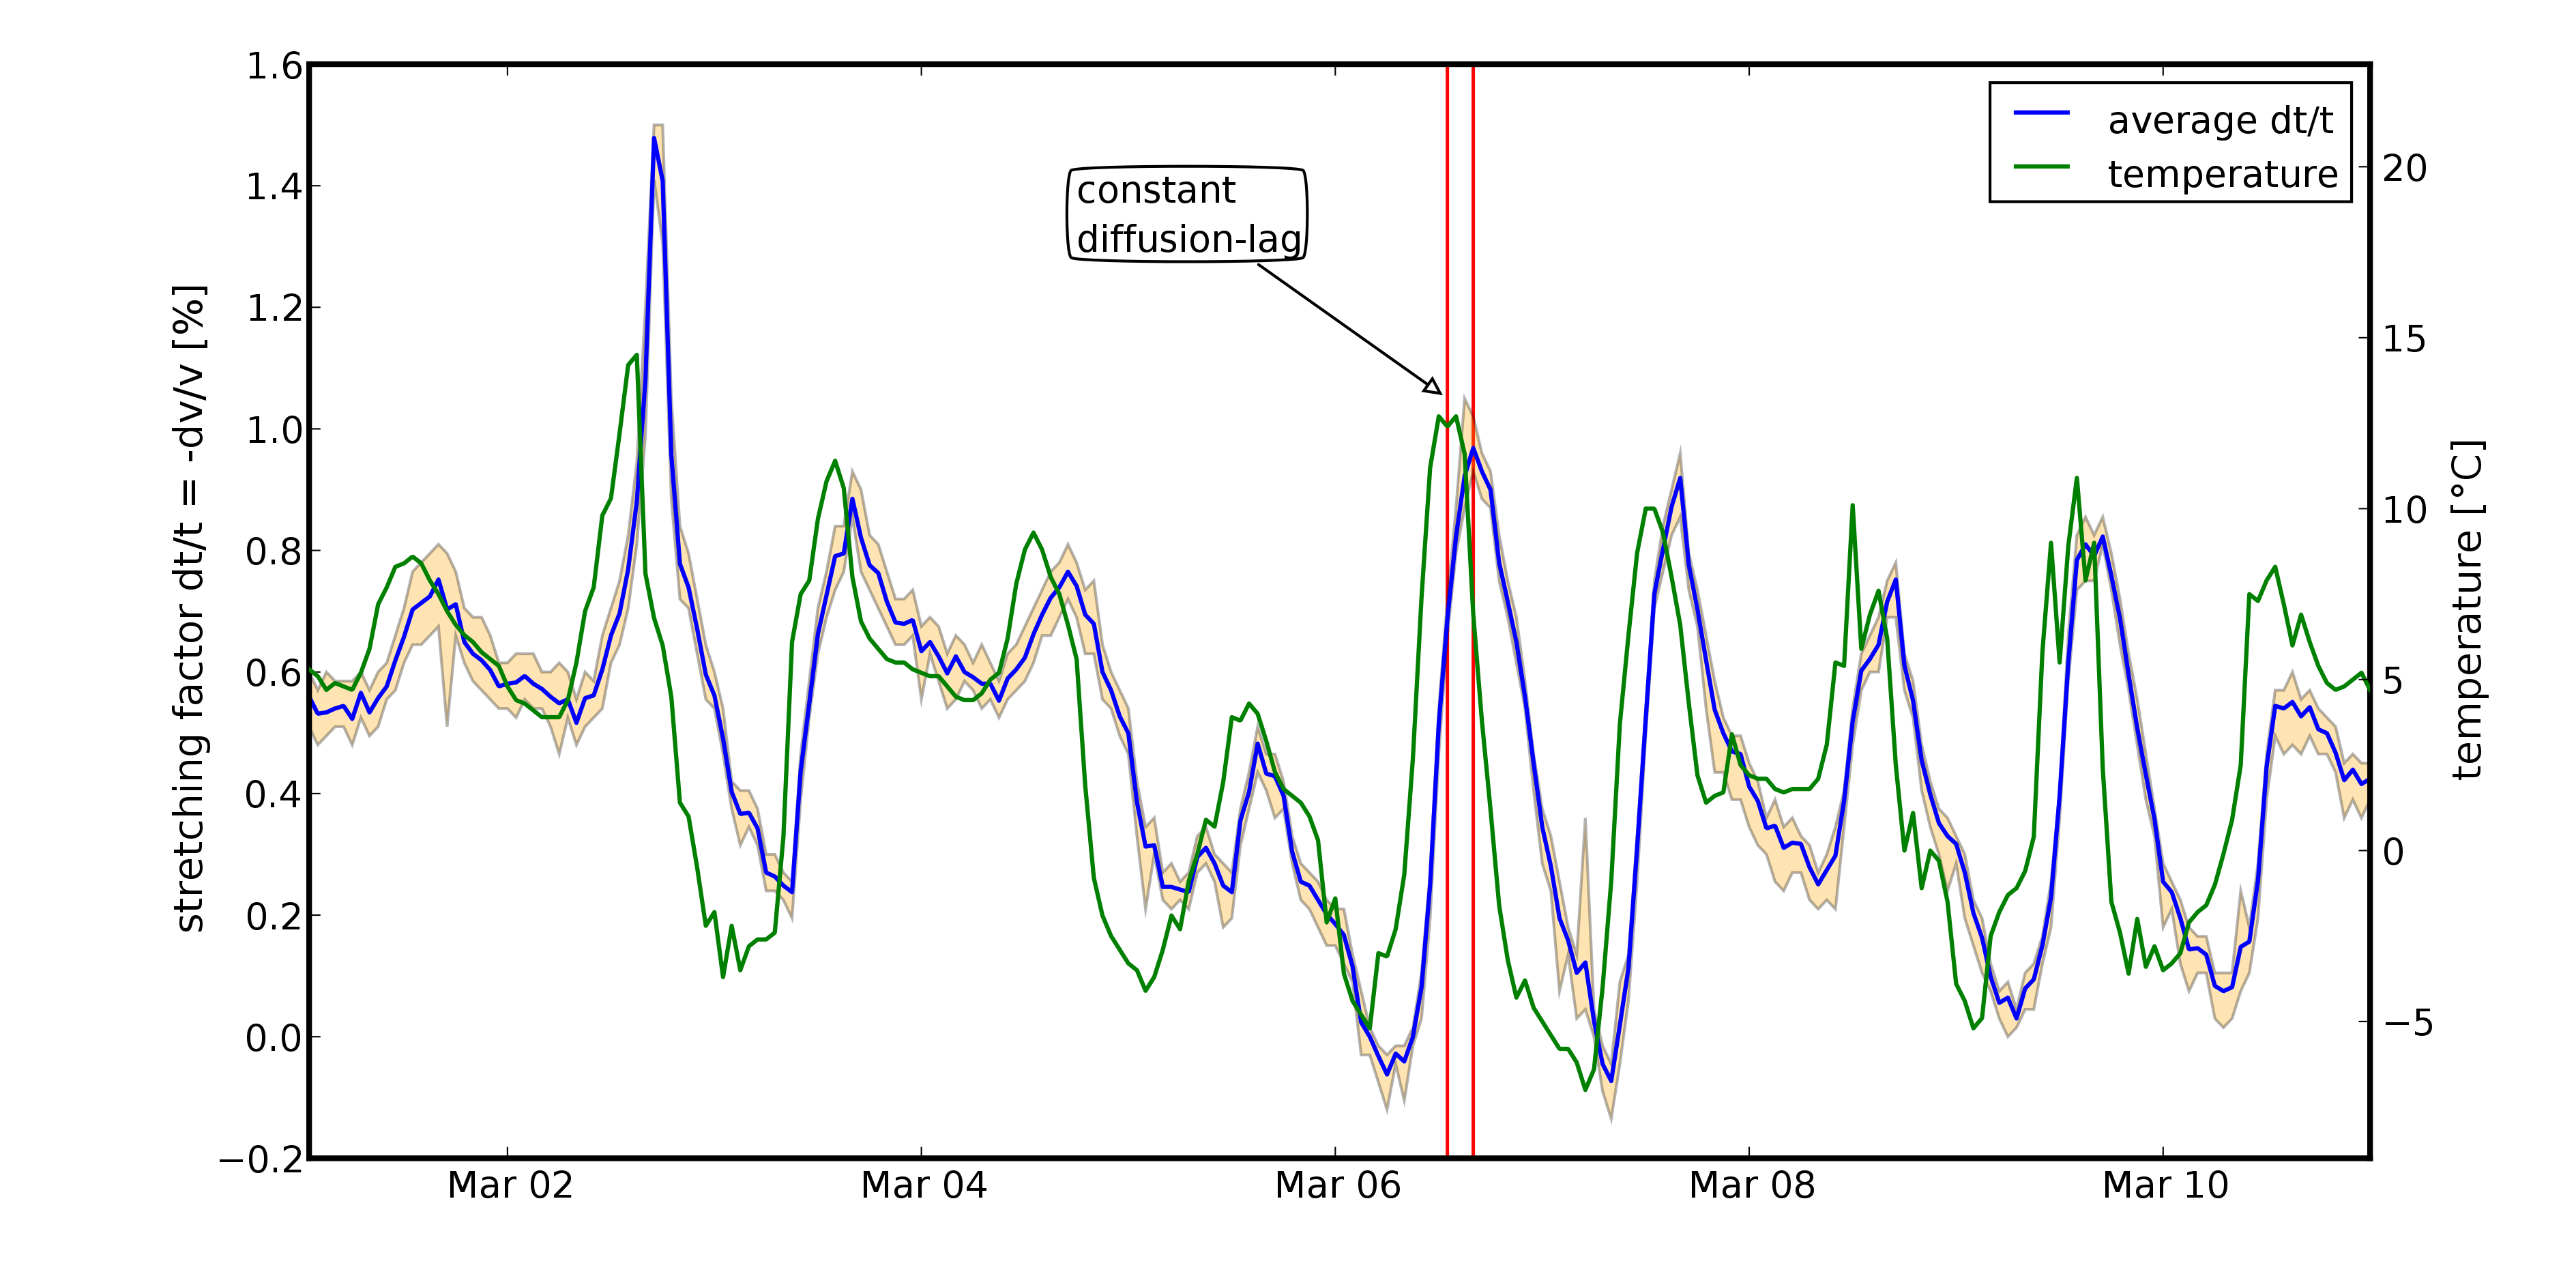 1.6
1.4
1.2
1.0
0.8
0.6
0.4
0.2
0.0
−0.2
stretching factor dt/t = -dv/v [%]
constant
diffusion-lag
average dt/t
temperature
20
15
10
5
0
−5
temperature [°C]
Mar 02
Mar 04
Mar 06
Mar 08
Mar 10